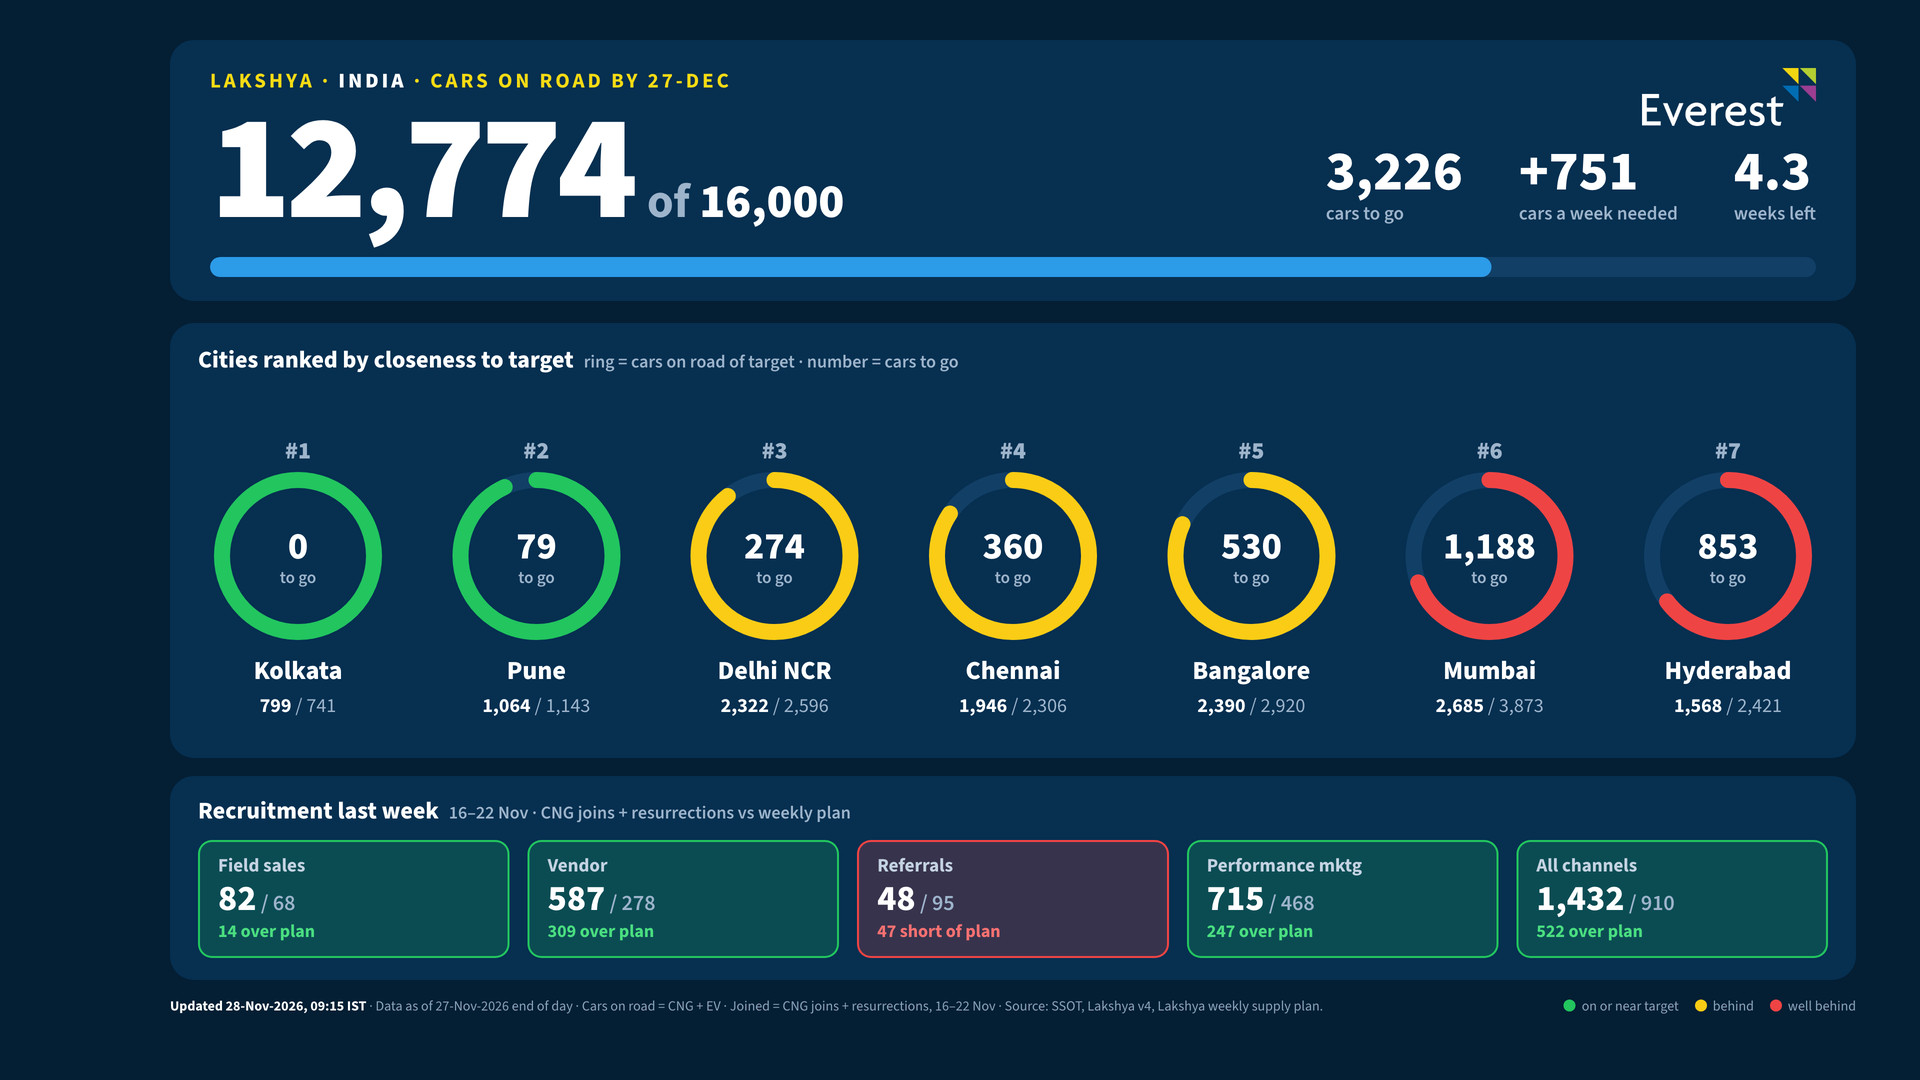 LAKSHYA · INDIA · CARS ON ROAD BY 27-DEC
Everest
12,774 of 16,000
3,226 +751 4.3
cars to go cars a week needed weeks left
Cities ranked by closeness to target ring = cars on road of target · number = cars to go
#1 #2 #3 #4 #5 #6 #7
0 79 274 360 530 1,188 853
to go to go to go to go to go to go to go
Kolkata Pune Delhi NCR Chennai Bangalore Mumbai Hyderabad
799 / 741 1,064 / 1,143 2,322 / 2,596 1,946 / 2,306 2,390 / 2,920 2,685 / 3,873 1,568 / 2,421
Recruitment last week 16–22 Nov · CNG joins + resurrections vs weekly plan
Field sales Vendor Referrals Performance mktg All channels
82 / 68 587 / 278 48 / 95 715 / 468 1,432 / 910
14 over plan 309 over plan 47 short of plan 247 over plan 522 over plan
Updated 28-Nov-2026, 09:15 IST · Data as of 27-Nov-2026 end of day · Cars on road = CNG + EV · Joined = CNG joins + resurrections, 16–22 Nov · Source: SSOT, Lakshya v4, Lakshya weekly supply plan. on or near target behind well behind